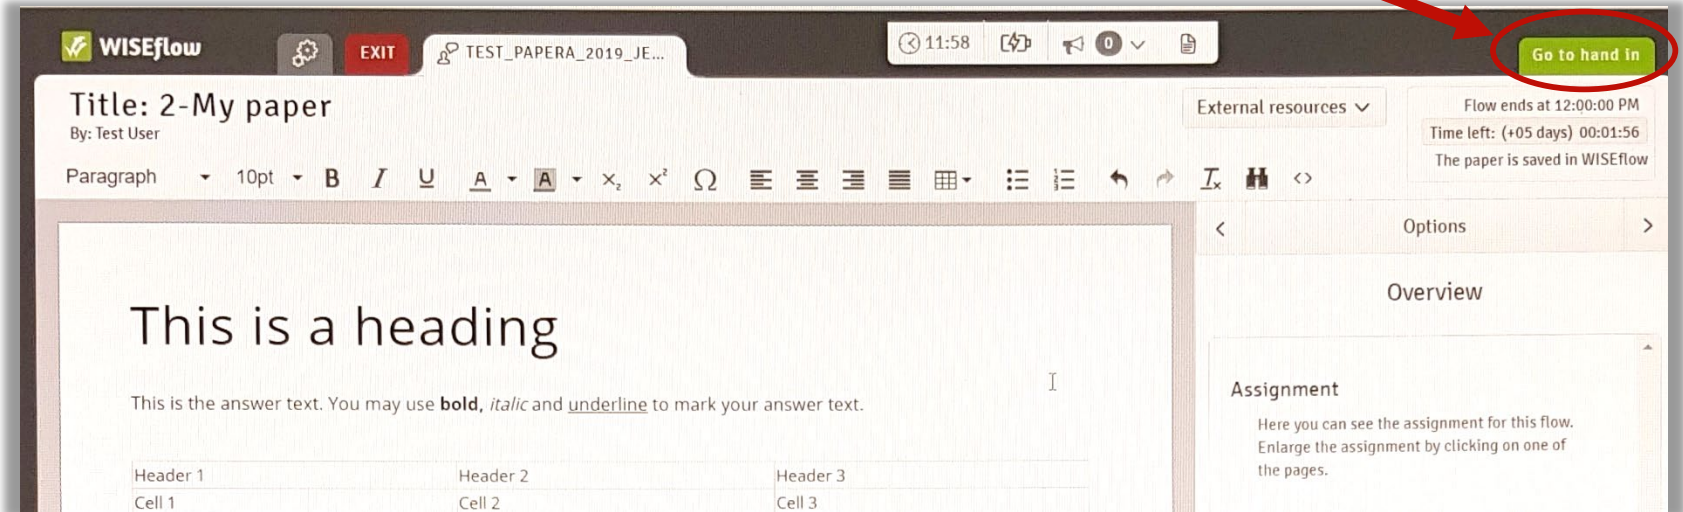 WISEflow
EXIT
TEST_PAPERA_2019_JE...
11:58
0
Go to hand in
Title: 2-My paper
By: Test User
External resources
Flow ends at 12:00:00 PM
Time left: (+05 days) 00:01:56
The paper is saved in WISEflow
Paragraph 10pt B I U A A X₂ X² Ω Tx <>
Options
Overview
This is a heading
This is the answer text. You may use bold, italic and underline to mark your answer text.
Header 1 Header 2 Header 3
Cell 1 Cell 2 Cell 3
Assignment
Here you can see the assignment for this flow.
Enlarge the assignment by clicking on one of
the pages.